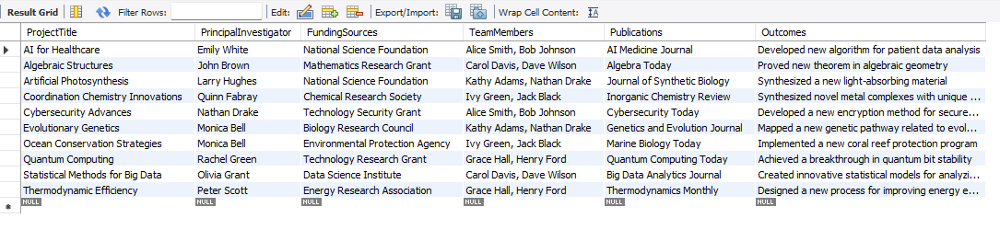 Result Grid Filter Rows: Edit: Export/Import: Wrap Cell Content: IA
ProjectTitle PrincipalInvestigator FundingSources TeamMembers Publications Outcomes
AI for Healthcare Emily White National Science Foundation Alice Smith, Bob Johnson AI Medicine Journal Developed new algorithm for patient data analysis
Algebraic Structures John Brown Mathematics Research Grant Carol Davis, Dave Wilson Algebra Today Proved new theorem in algebraic geometry
Artificial Photosynthesis Larry Hughes National Science Foundation Kathy Adams, Nathan Drake Journal of Synthetic Biology Synthesized a new light-absorbing material
Coordination Chemistry Innovations Quinn Fabray Chemical Research Society Ivy Green, Jack Black Inorganic Chemistry Review Synthesized novel metal complexes with unique ...
Cybersecurity Advances Nathan Drake Technology Security Grant Alice Smith, Bob Johnson Cybersecurity Today Developed a new encryption method for secure...
Evolutionary Genetics Monica Bell Biology Research Council Kathy Adams, Nathan Drake Genetics and Evolution Journal Mapped a new genetic pathway related to evol...
Ocean Conservation Strategies Monica Bell Environmental Protection Agency Ivy Green, Jack Black Marine Biology Today Implemented a new coral reef protection program
Quantum Computing Rachel Green Technology Research Grant Grace Hall, Henry Ford Quantum Computing Today Achieved a breakthrough in quantum bit stability
Statistical Methods for Big Data Olivia Grant Data Science Institute Carol Davis, Dave Wilson Big Data Analytics Journal Created innovative statistical models for analyzi...
Thermodynamic Efficiency Peter Scott Energy Research Association Grace Hall, Henry Ford Thermodynamics Monthly Designed a new process for improving energy e...
NULL NULL NULL NULL NULL NULL